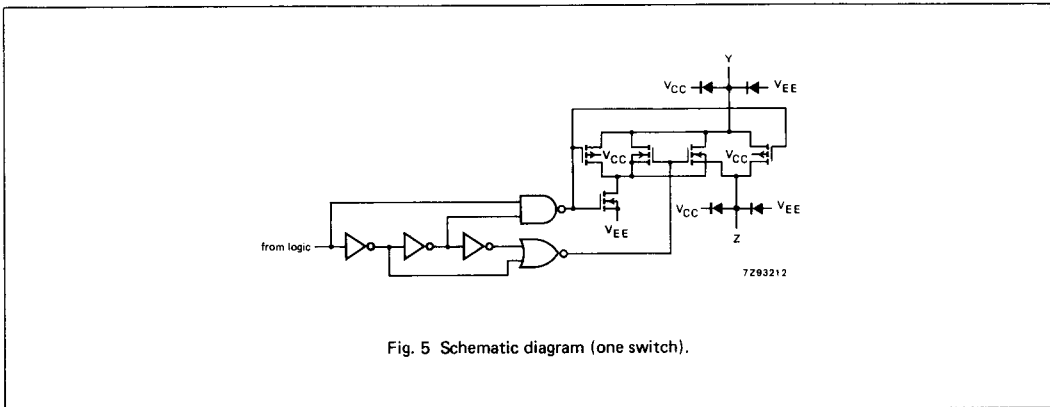 Y
VCC VEE
VCC VCC
VCC VEE
VEE
Z
from logic
7Z93212
Fig. 5 Schematic diagram (one switch).